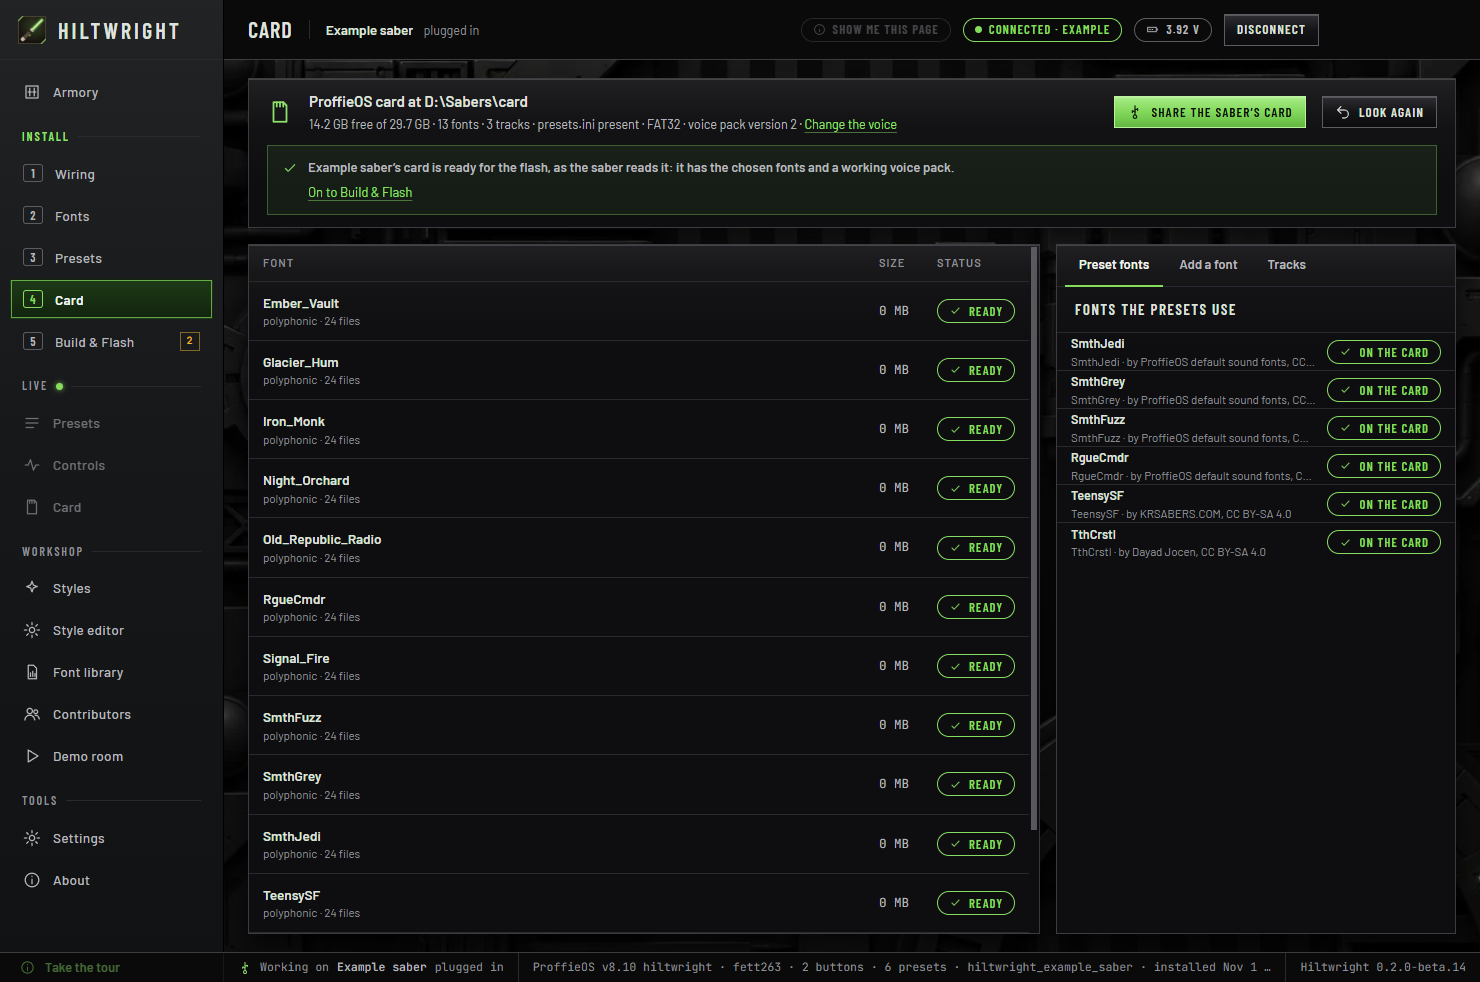 HILTWRIGHT
CARD
Example saber plugged in
SHOW ME THIS PAGE
CONNECTED · EXAMPLE
3.92 V
DISCONNECT
Armory
INSTALL
1 Wiring
2 Fonts
3 Presets
4 Card
5 Build & Flash 2
LIVE
Presets
Controls
Card
WORKSHOP
Styles
Style editor
Font library
Contributors
Demo room
TOOLS
Settings
About
ProffieOS card at D:\Sabers\card
14.2 GB free of 29.7 GB · 13 fonts · 3 tracks · presets.ini present · FAT32 · voice pack version 2 · Change the voice
SHARE THE SABER'S CARD
LOOK AGAIN
Example saber's card is ready for the flash, as the saber reads it: it has the chosen fonts and a working voice pack.
On to Build & Flash
FONT SIZE STATUS
Ember_Vault
polyphonic · 24 files
0 MB READY
Glacier_Hum
polyphonic · 24 files
0 MB READY
Iron_Monk
polyphonic · 24 files
0 MB READY
Night_Orchard
polyphonic · 24 files
0 MB READY
Old_Republic_Radio
polyphonic · 24 files
0 MB READY
RgueCmdr
polyphonic · 24 files
0 MB READY
Signal_Fire
polyphonic · 24 files
0 MB READY
SmthFuzz
polyphonic · 24 files
0 MB READY
SmthGrey
polyphonic · 24 files
0 MB READY
SmthJedi
polyphonic · 24 files
0 MB READY
TeensySF
polyphonic · 24 files
0 MB READY
Preset fonts Add a font Tracks
FONTS THE PRESETS USE
SmthJedi
SmthJedi · by ProffieOS default sound fonts, CC...
ON THE CARD
SmthGrey
SmthGrey · by ProffieOS default sound fonts, CC...
ON THE CARD
SmthFuzz
SmthFuzz · by ProffieOS default sound fonts, C...
ON THE CARD
RgueCmdr
RgueCmdr · by ProffieOS default sound fonts, C...
ON THE CARD
TeensySF
TeensySF · by KRSABERS.COM, CC BY-SA 4.0
ON THE CARD
TthCrstl
TthCrstl · by Dayad Jocen, CC BY-SA 4.0
ON THE CARD
Take the tour
Working on Example saber plugged in
ProffieOS v8.10 hiltwright · fett263 · 2 buttons · 6 presets · hiltwright_example_saber · installed Nov 1 …
Hiltwright 0.2.0-beta.14